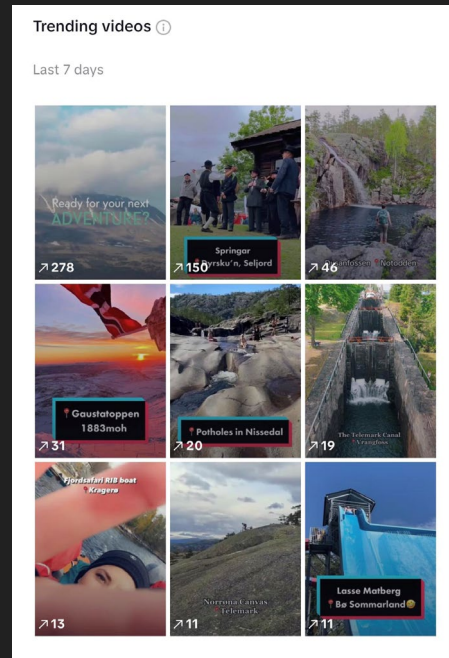 Trending videos
Last 7 days
Ready for your next
ADVENTURE?
278
Springar
Dyrsku'n, Seljord
150
Notodden
46
Gaustatoppen
1883moh
31
Potholes in Nissedal
20
The Telemark Canal
Vrangfoss
19
Fjordsafari RIB boat
Kragerø
13
Norrøna Canvas
Telemark
11
Lasse Matberg
Bø Sommarland
11